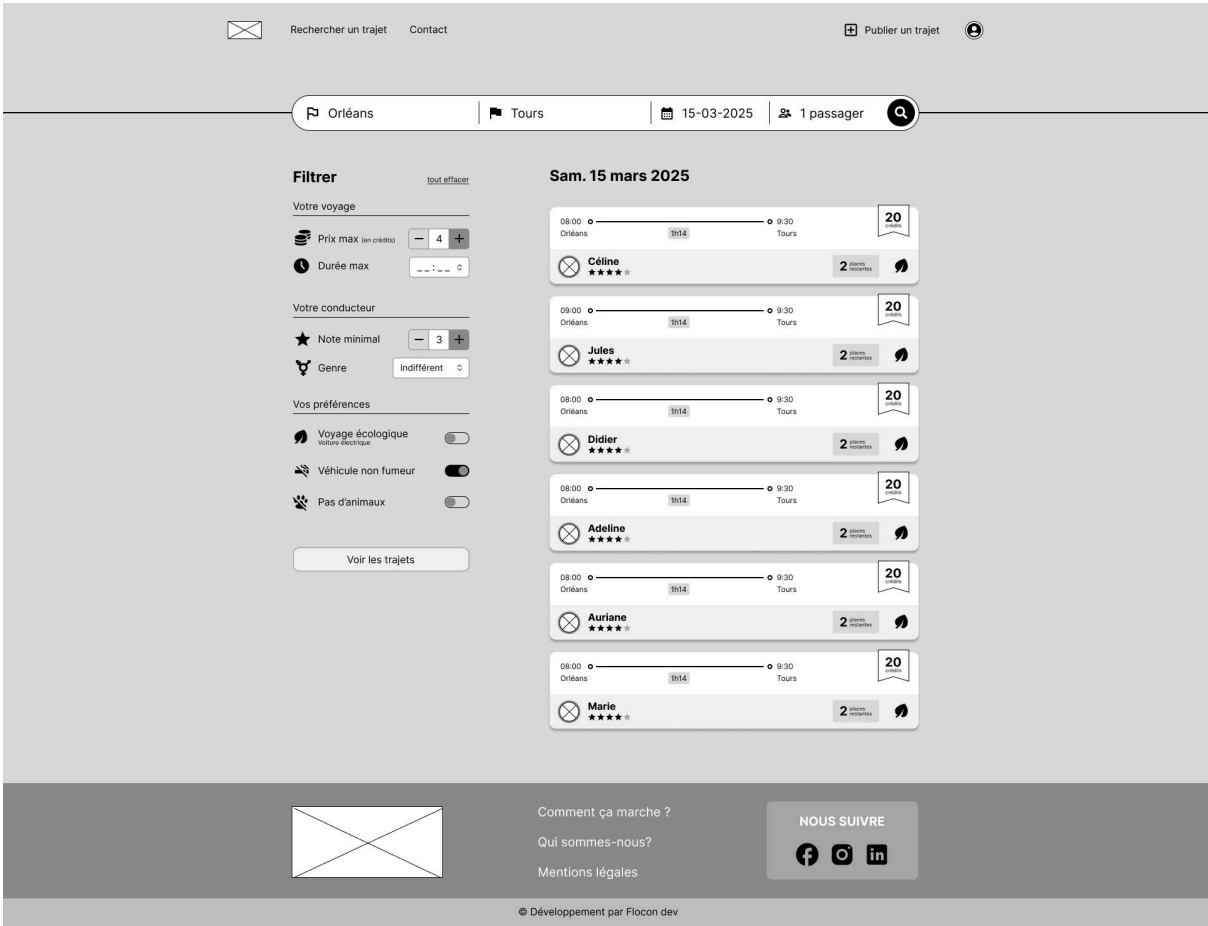 Rechercher un trajet Contact Publier un trajet
Orléans Tours 15-03-2025 1 passager
Filtrer tout effacer
Votre voyage
Prix max (en crédits) 4
Durée max __:__
Votre conducteur
Note minimal 3
Genre Indifférent
Vos préférences
Voyage écologique
Voiture électrique
Véhicule non fumeur
Pas d'animaux
Voir les trajets
Sam. 15 mars 2025
08:00 9:30 20
crédits
Orléans 1h14 Tours
Céline
2 places restantes
09:00 9:30 20
crédits
Orléans 1h14 Tours
Jules
2 places restantes
08:00 9:30 20
crédits
Orléans 1h14 Tours
Didier
2 places restantes
08:00 9:30 20
crédits
Orléans 1h14 Tours
Adeline
2 places restantes
08:00 9:30 20
crédits
Orléans 1h14 Tours
Auriane
2 places restantes
08:00 9:30 20
crédits
Orléans 1h14 Tours
Marie
2 places restantes
Comment ça marche ?
Qui sommes-nous?
Mentions légales
NOUS SUIVRE
© Développement par Flocon dev